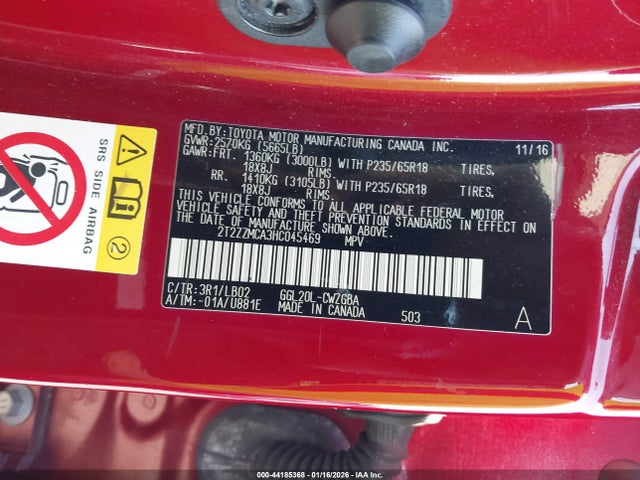 MFD. BY: TOYOTA MOTOR MANUFACTURING CANADA INC. 11/16
GVWR: 2570KG (5665LB)
GAWR: FRT. 1360KG (3000LB) WITH P235/65R18 TIRES,
18X8J RIMS.
RR. 1410KG (3105LB) WITH P235/65R18 TIRES,
18X8J RIMS.
THIS VEHICLE CONFORMS TO ALL APPLICABLE FEDERAL MOTOR
VEHICLE SAFETY AND THEFT PREVENTION STANDARDS IN EFFECT ON
THE DATE OF MANUFACTURE SHOWN ABOVE.
2T2ZZMCA3HC045469 MPV
C/TR: 3R1/LB02 GGL20L-CWZGBA
A/TM: -01A/U881E MADE IN CANADA 503 A
SRS SIDE AIRBAG
2
000-44185368 - 01/16/2026 - IAA Inc.